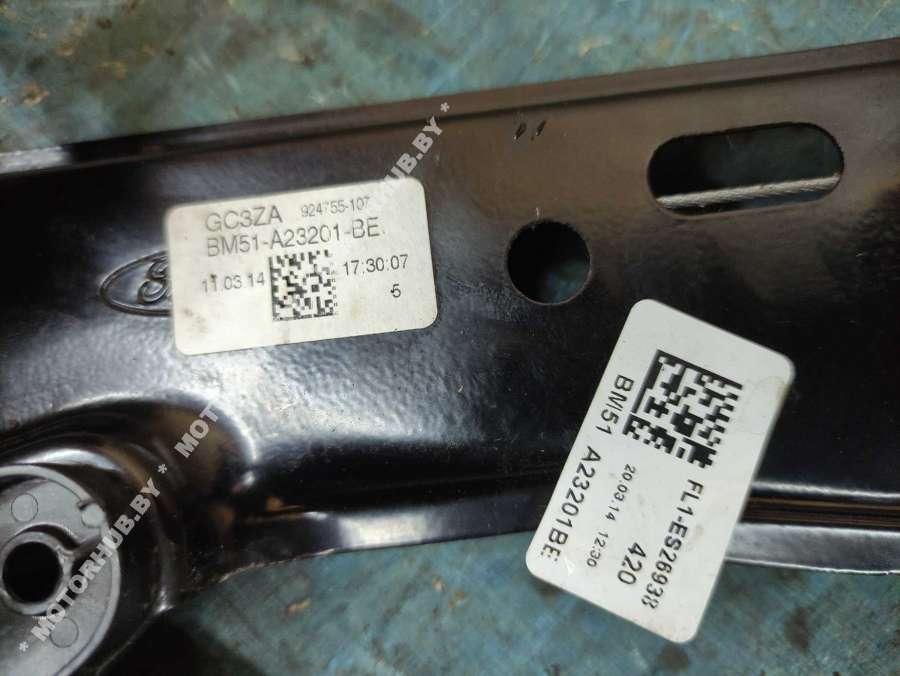 GC3ZA 924755-107
BM51-A23201-BE
11.03.14 17:30:07
5
BM51 A23201BE
20.03.14 12:30
FL1-ES26938
420
* MOTORHUB.BY * MOTORHUB.BY *